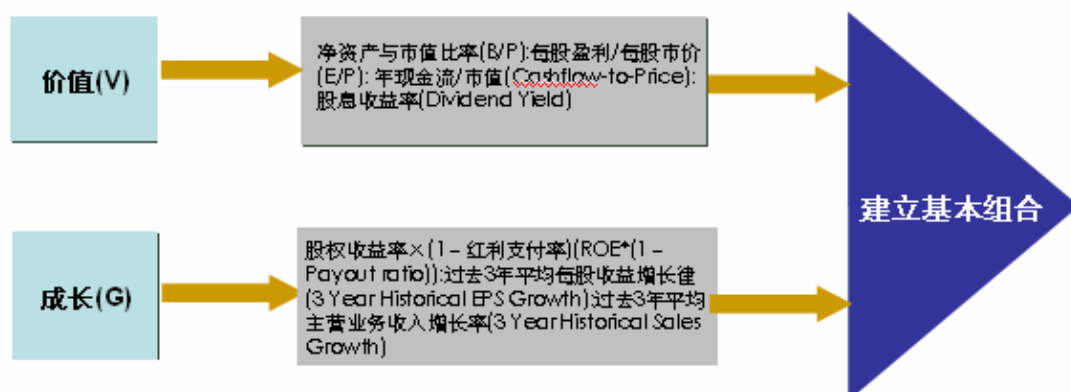 价值(V)
净资产与市值比率(B/P):每股盈利/每股市价
(E/P): 年现金流/市值(Cashflow-to-Price):
股息收益率(Dividend Yield)
建立基本组合
成长(G)
股权收益率×(1 – 红利支付率)(ROE*(1 –
Payout ratio)):过去3年平均每股收益增长律
(3 Year Historical EPS Growth):过去3年平均
主营业务收入增长率(3 Year Historical Sales
Growth)